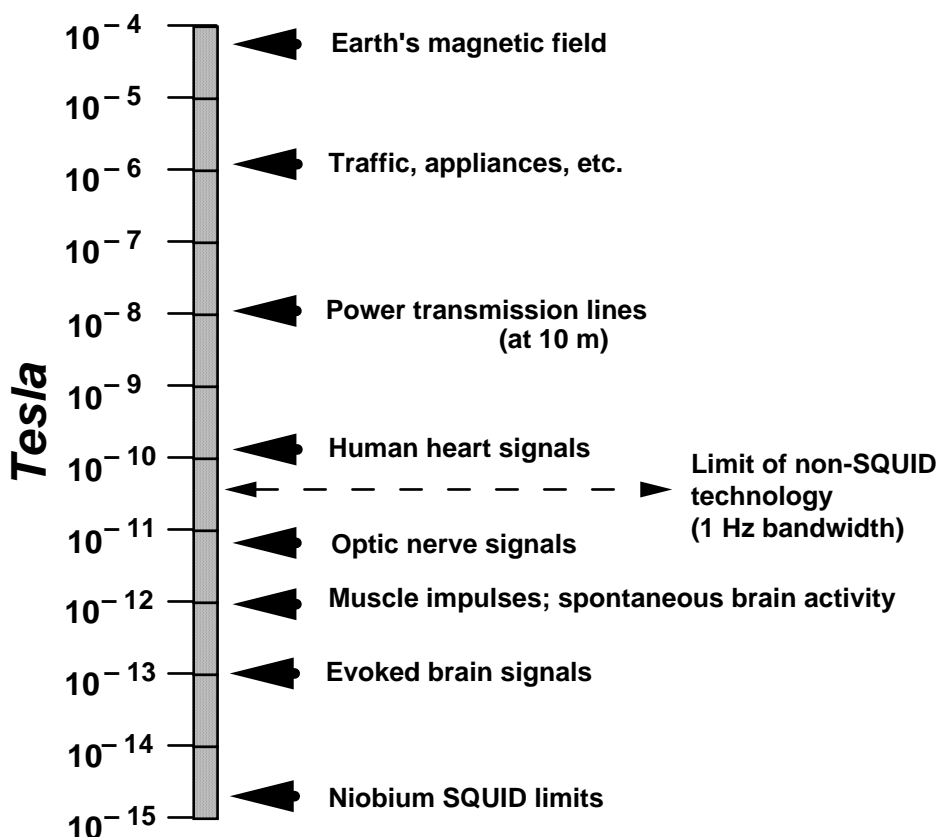 10⁻⁴
Earth's magnetic field
10⁻⁵
10⁻⁶
Traffic, appliances, etc.
10⁻⁷
10⁻⁸
Power transmission lines
(at 10 m)
10⁻⁹
Tesla
10⁻¹⁰
Human heart signals
Limit of non-SQUID
technology
(1 Hz bandwidth)
10⁻¹¹
Optic nerve signals
10⁻¹²
Muscle impulses; spontaneous brain activity
10⁻¹³
Evoked brain signals
10⁻¹⁴
Niobium SQUID limits
10⁻¹⁵